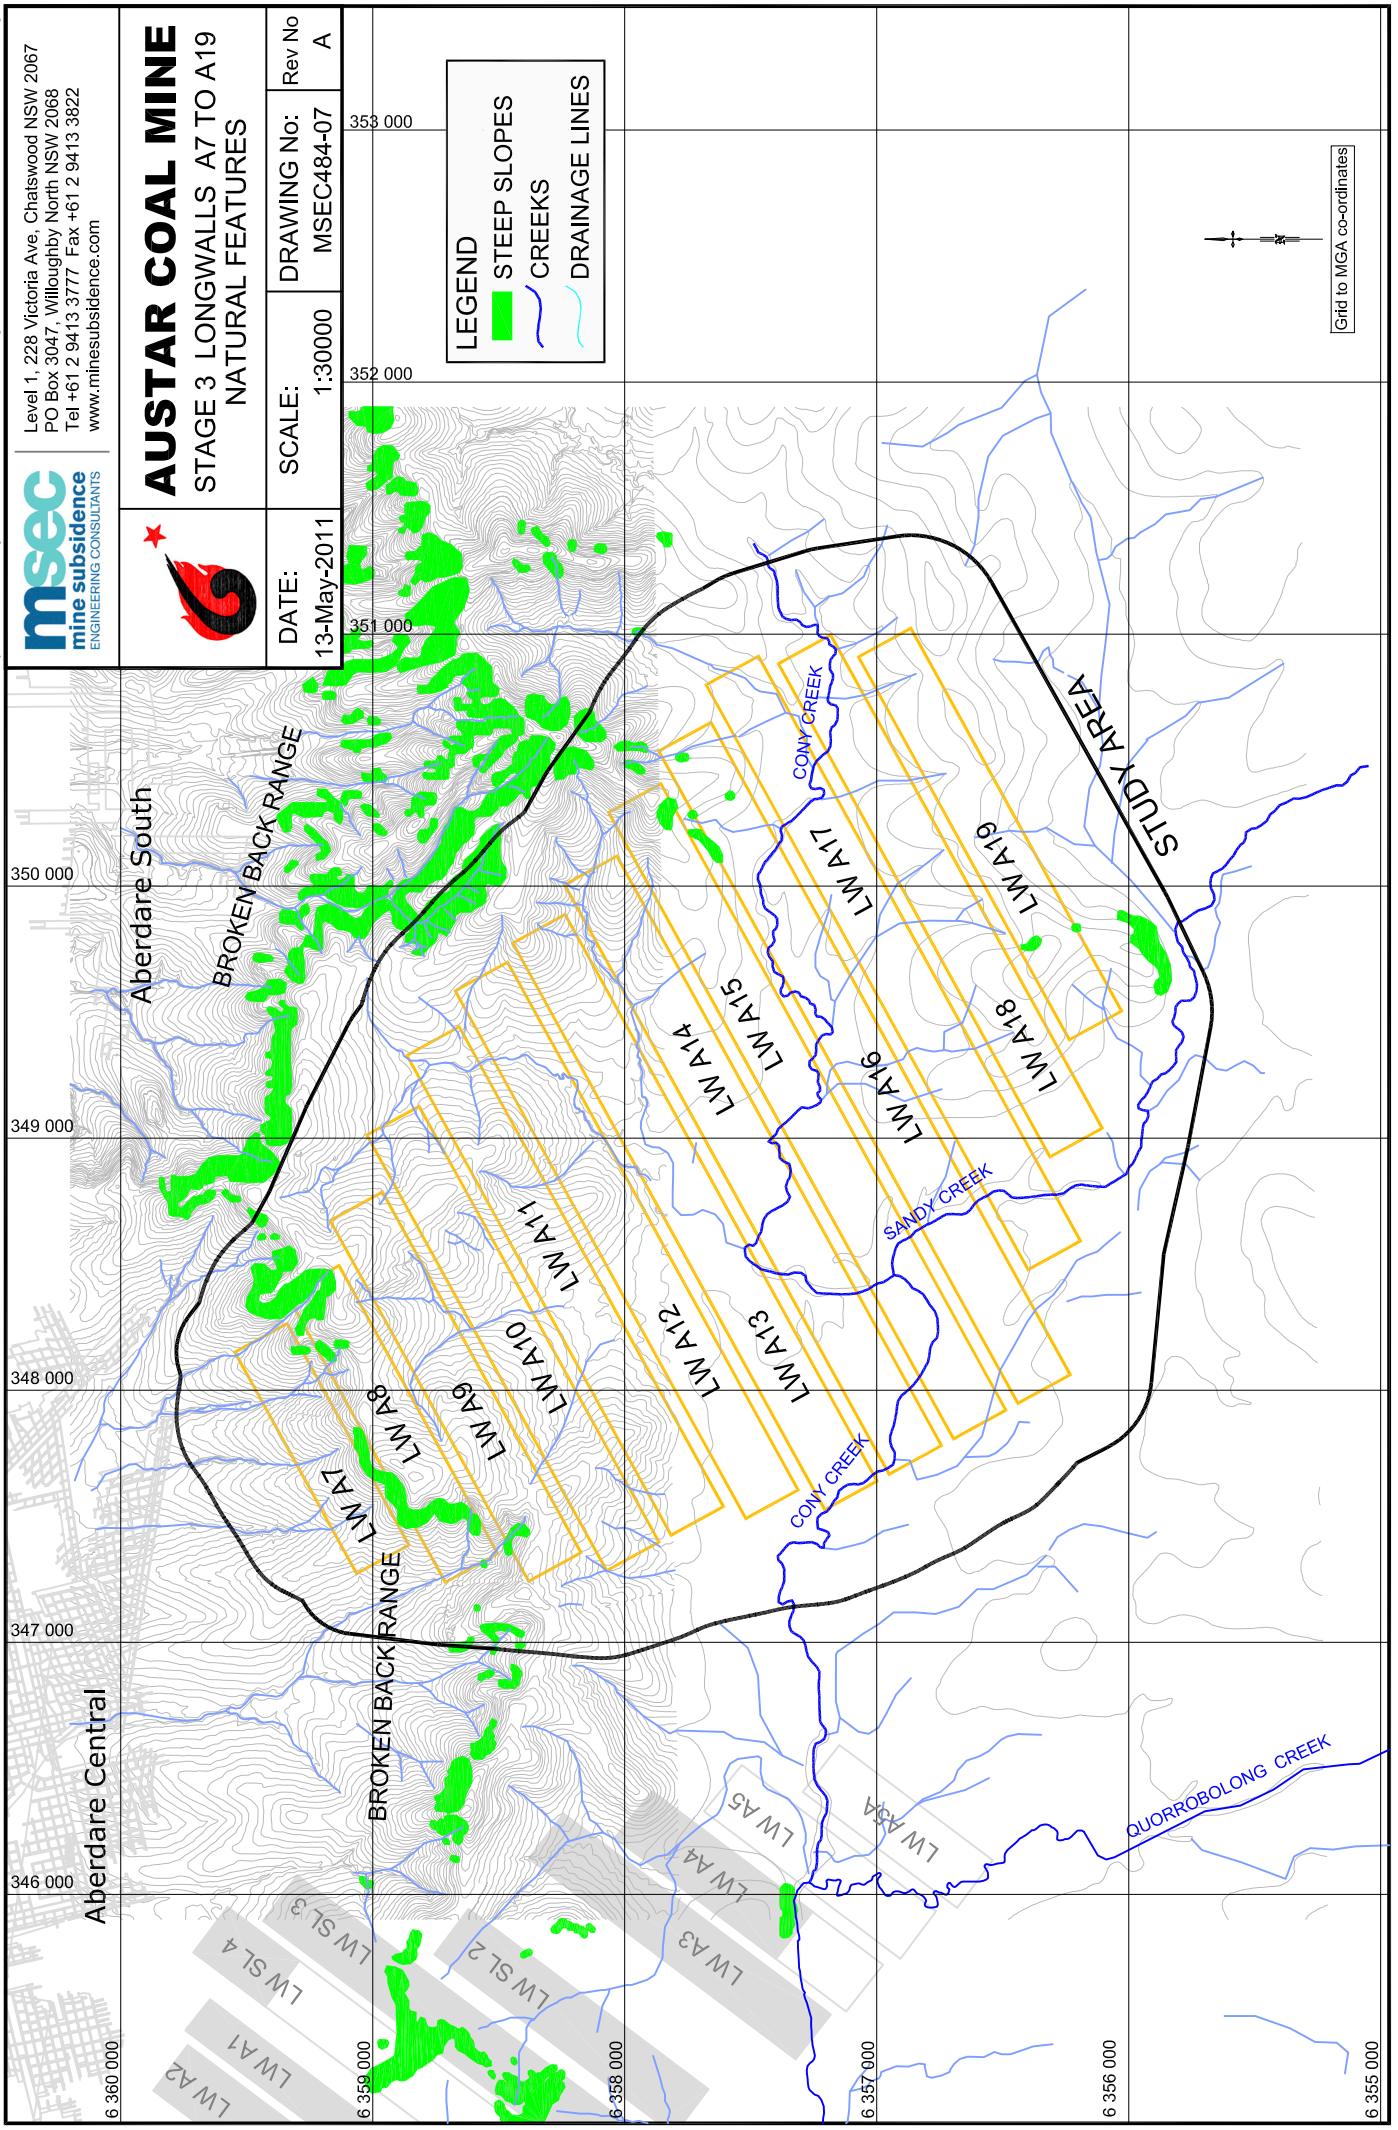 msec
mine subsidence
ENGINEERING CONSULTANTS
Level 1, 228 Victoria Ave, Chatswood NSW 2067
PO Box 3047, Willoughby North NSW 2068
Tel +61 2 9413 3777 Fax +61 2 9413 3822
www.minesubsidence.com
AUSTAR COAL MINE
STAGE 3 LONGWALLS A7 TO A19
NATURAL FEATURES
DATE:
13-May-2011
SCALE:
1:30000
DRAWING No:
MSEC484-07
Rev No
A
LEGEND
STEEP SLOPES
CREEKS
DRAINAGE LINES
N
Grid to MGA co-ordinates
346 000
347 000
348 000
349 000
350 000
351 000
352 000
353 000
6 360 000
6 359 000
6 358 000
6 357 000
6 356 000
6 355 000
Aberdare Central
Aberdare South
BROKEN BACK RANGE
BROKEN BACK RANGE
STUDY AREA
LW A7
LW A8
LW A9
LW A10
LW A11
LW A12
LW A13
LW A14
LW A15
LW A16
LW A17
LW A18
LW A19
CONY CREEK
CONY CREEK
SANDY CREEK
QUORROBOLONG CREEK
LW A2
LW A1
LW SL 4
LW SL 3
LW SL 2
LW A3
LW A4
LW A5
LW A5A